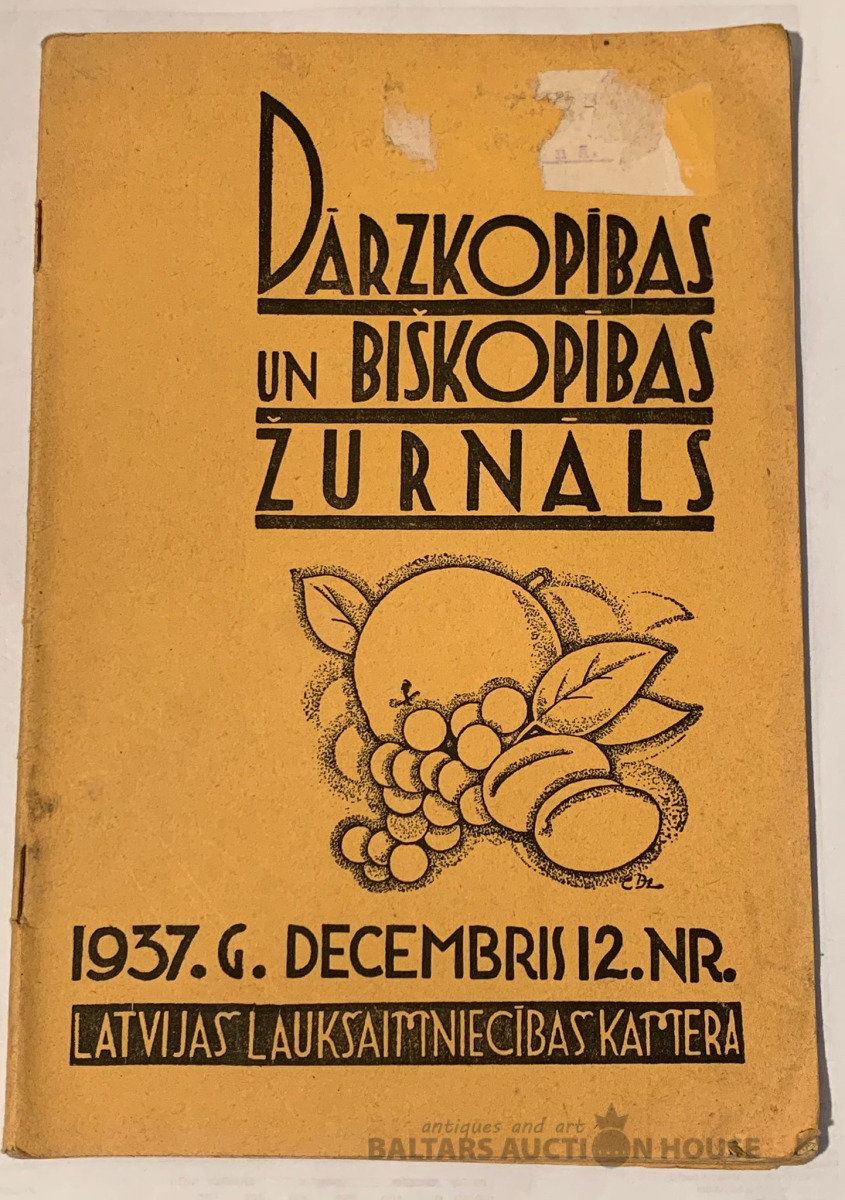 DĀRZKOPĪBAS
UN BIŠKOPĪBAS
ŽURNĀLS
1937. G. DECEMBRIS 12. NR.
LATVIJAS LAUKSAIMNIECĪBAS KAMERA
antiques and art
BALTARS AUCTION HOUSE